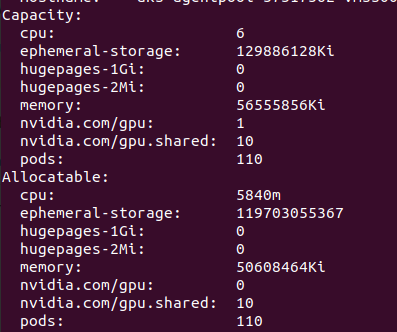 Capacity:
cpu: 6
ephemeral-storage: 129886128Ki
hugepages-1Gi: 0
hugepages-2Mi: 0
memory: 56555856Ki
nvidia.com/gpu: 1
nvidia.com/gpu.shared: 10
pods: 110
Allocatable:
cpu: 5840m
ephemeral-storage: 119703055367
hugepages-1Gi: 0
hugepages-2Mi: 0
memory: 50608464Ki
nvidia.com/gpu: 0
nvidia.com/gpu.shared: 10
pods: 110